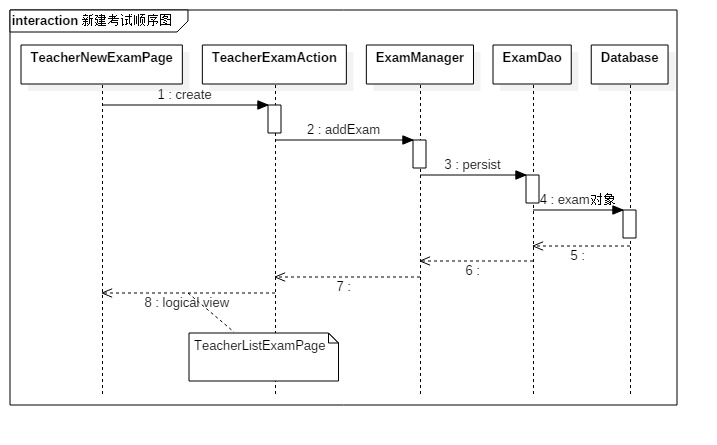 interaction 新建考试顺序图
TeacherNewExamPage
TeacherExamAction
ExamManager
ExamDao
Database
1 : create
2 : addExam
3 : persist
4 : exam对象
5 :
6 :
7 :
8 : logical view
TeacherListExamPage